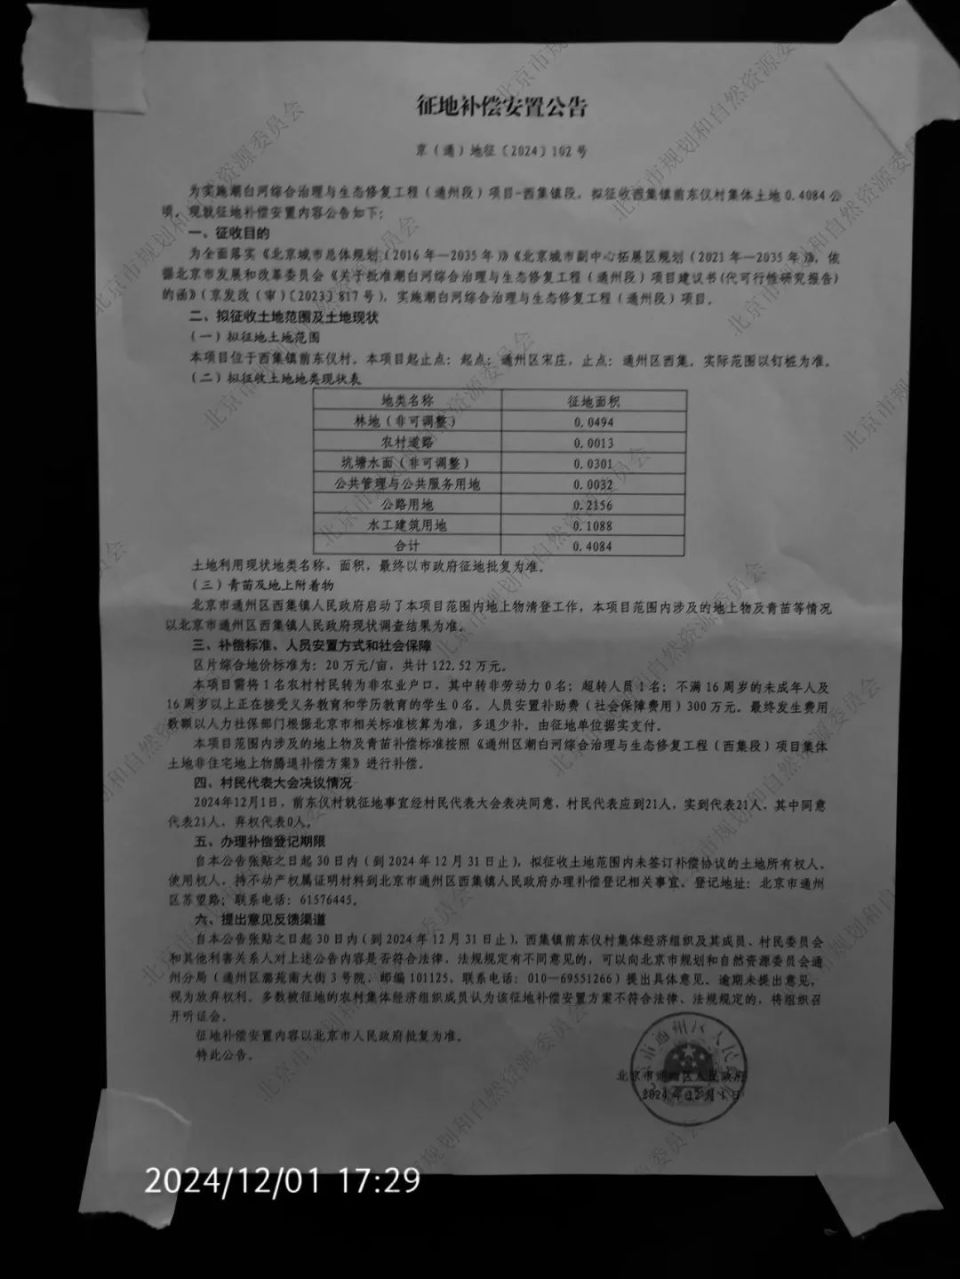 征地补偿安置公告
京（通）地征〔2024〕102号
为实施潮白河综合治理与生态修复工程（通州段）项目-西集镇段，拟征收西集镇前东仪村集体土地0.4084公
顷，现就征地补偿安置内容公告如下：
一、征收目的
为全面落实《北京城市总体规划（2016年—2035年）》《北京城市副中心拓展区规划（2021年—2035年）》，依
据北京市发展和改革委员会《关于批准潮白河综合治理与生态修复工程（通州段）项目建议书(代可行性研究报告)
的函》（京发改（审）〔2023〕817号），实施潮白河综合治理与生态修复工程（通州段）项目。
二、拟征收土地范围及土地现状
（一）拟征地土地范围
本项目位于西集镇前东仪村，本项目起止点：起点：通州区宋庄，止点：通州区西集，实际范围以钉桩为准。
（二）拟征收土地地类现状表
地类名称 征地面积
林地（非可调整） 0.0494
农村道路 0.0013
坑塘水面（非可调整） 0.0301
公共管理与公共服务用地 0.0032
公路用地 0.2156
水工建筑用地 0.1088
合计 0.4084
土地利用现状地类名称、面积，最终以市政府征地批复为准。
（三）青苗及地上附着物
北京市通州区西集镇人民政府启动了本项目范围内地上物清登工作，本项目范围内涉及的地上物及青苗等情况
以北京市通州区西集镇人民政府现状调查结果为准。
三、补偿标准、人员安置方式和社会保障
区片综合地价标准为：20万元/亩，共计122.52万元。
本项目需将1名农村村民转为非农业户口，其中转非劳动力0名；超转人员1名；不满16周岁的未成年人及
16周岁以上正在接受义务教育和学历教育的学生0名。人员安置补助费（社会保障费用）300万元。最终发生费用
数额以人力社保部门根据北京市相关标准核算为准，多退少补，由征地单位据实支付。
本项目范围内涉及的地上物及青苗补偿标准按照《通州区潮白河综合治理与生态修复工程（西集段）项目集体
土地非住宅地上物腾退补偿方案》进行补偿。
四、村民代表大会决议情况
2024年12月1日，前东仪村就征地事宜经村民代表大会表决同意，村民代表应到21人，实到代表21人，其中同意
代表21人，弃权代表0人。
五、办理补偿登记期限
自本公告张贴之日起30日内（到2024年12月31日止），拟征收土地范围内未签订补偿协议的土地所有权人、
使用权人，持不动产权属证明材料到北京市通州区西集镇人民政府办理补偿登记相关事宜。登记地址：北京市通州
区苏望路；联系电话：61576445。
六、提出意见反馈渠道
自本公告张贴之日起30日内（到2024年12月31日止），西集镇前东仪村集体经济组织及其成员、村民委员会
和其他利害关系人对上述公告内容是否符合法律、法规规定有不同意见的，可以向北京市规划和自然资源委员会通
州分局（通州区潞苑南大街3号院，邮编101125，联系电话：010—69551266）提出具体意见。逾期未提出意见，
视为放弃权利。多数被征地的农村集体经济组织成员认为该征地补偿安置方案不符合法律、法规规定的，将组织召
开听证会。
征地补偿安置内容以北京市人民政府批复为准。
特此公告。
北京市通州区人民政府
2024年12月1日
2024/12/01 17:29